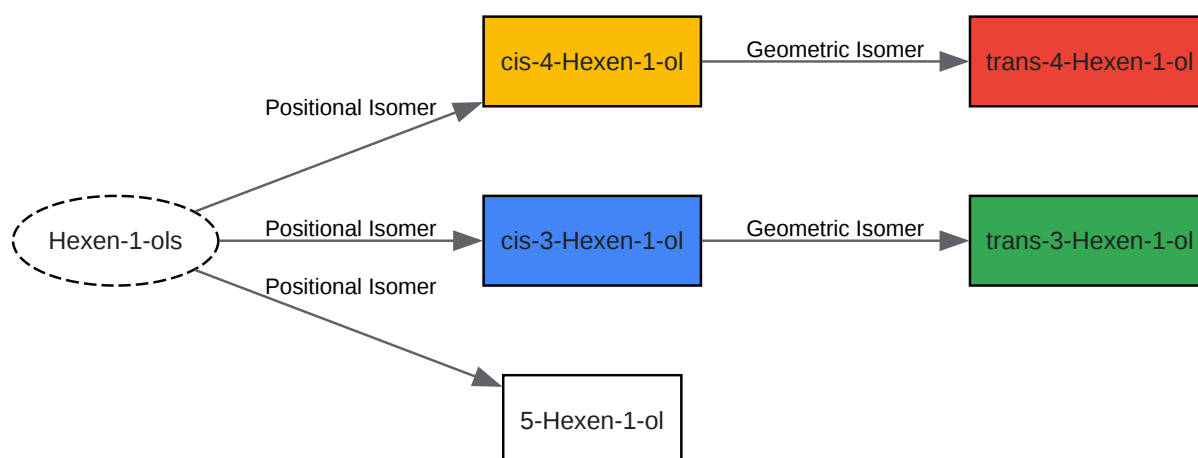 cis-4-Hexen-1-ol
Geometric Isomer
trans-4-Hexen-1-ol
Positional Isomer
Hexen-1-ols
Positional Isomer
cis-3-Hexen-1-ol
Geometric Isomer
trans-3-Hexen-1-ol
Positional Isomer
5-Hexen-1-ol